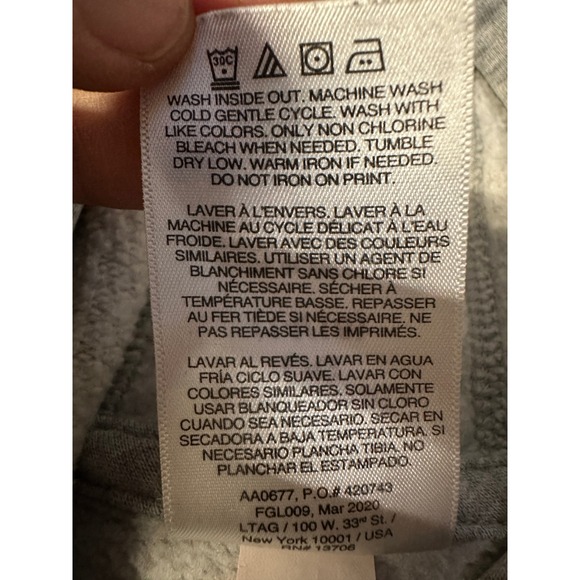 30C
WASH INSIDE OUT. MACHINE WASH
COLD GENTLE CYCLE. WASH WITH
LIKE COLORS. ONLY NON CHLORINE
BLEACH WHEN NEEDED. TUMBLE
DRY LOW. WARM IRON IF NEEDED.
DO NOT IRON ON PRINT.
LAVER À L'ENVERS. LAVER À LA
MACHINE AU CYCLE DÉLICAT À L'EAU
FROIDE. LAVER AVEC DES COULEURS
SIMILAIRES. UTILISER UN AGENT DE
BLANCHIMENT SANS CHLORE SI
NÉCESSAIRE. SÉCHER À
TEMPÉRATURE BASSE. REPASSER
AU FER TIÈDE SI NÉCESSAIRE. NE
PAS REPASSER LES IMPRIMÉS.
LAVAR AL REVÉS. LAVAR EN AGUA
FRÍA CICLO SUAVE. LAVAR CON
COLORES SIMILARES. SOLAMENTE
USAR BLANQUEADOR SIN CLORO
CUANDO SEA NECESARIO. SECAR EN
SECADORA A BAJA TEMPERATURA. SI
NECESARIO PLANCHA TIBIA. NO
PLANCHAR EL ESTAMPADO.
AA0677, P.O.# 420743
FGL009, Mar 2020
LTAG / 100 W. 33rd St. /
New York 10001 / USA
RN# 13706